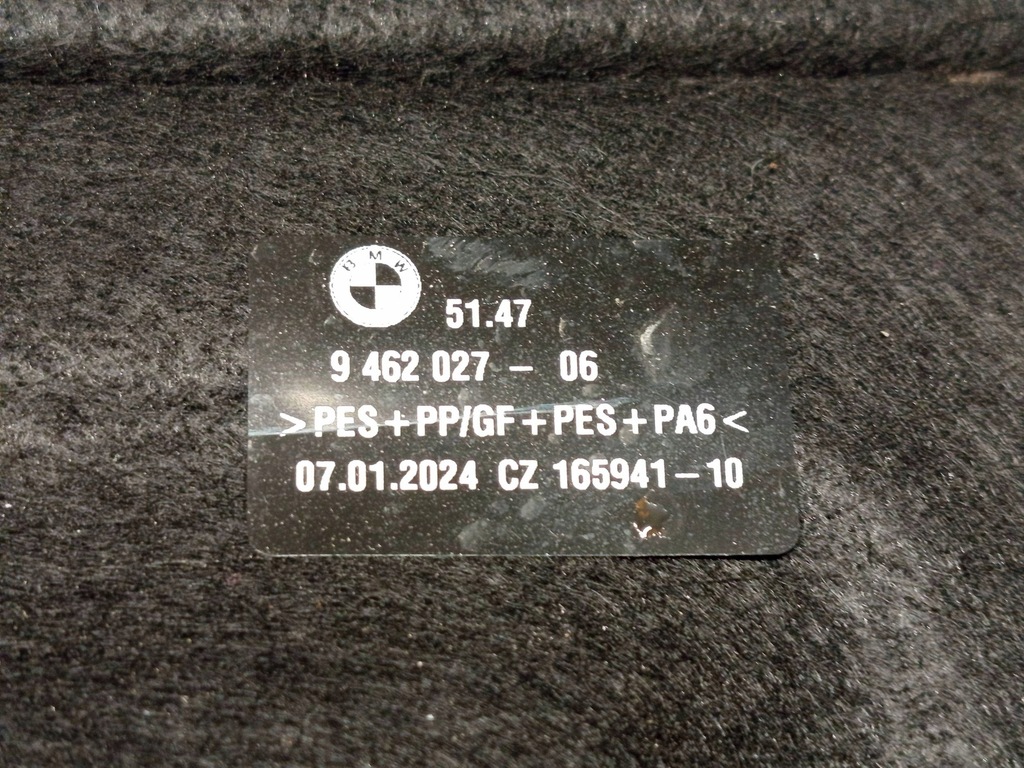 BMW
51.47
9 462 027 - 06
>PES+PP/GF+PES+PA6<
07.01.2024 CZ 165941-10